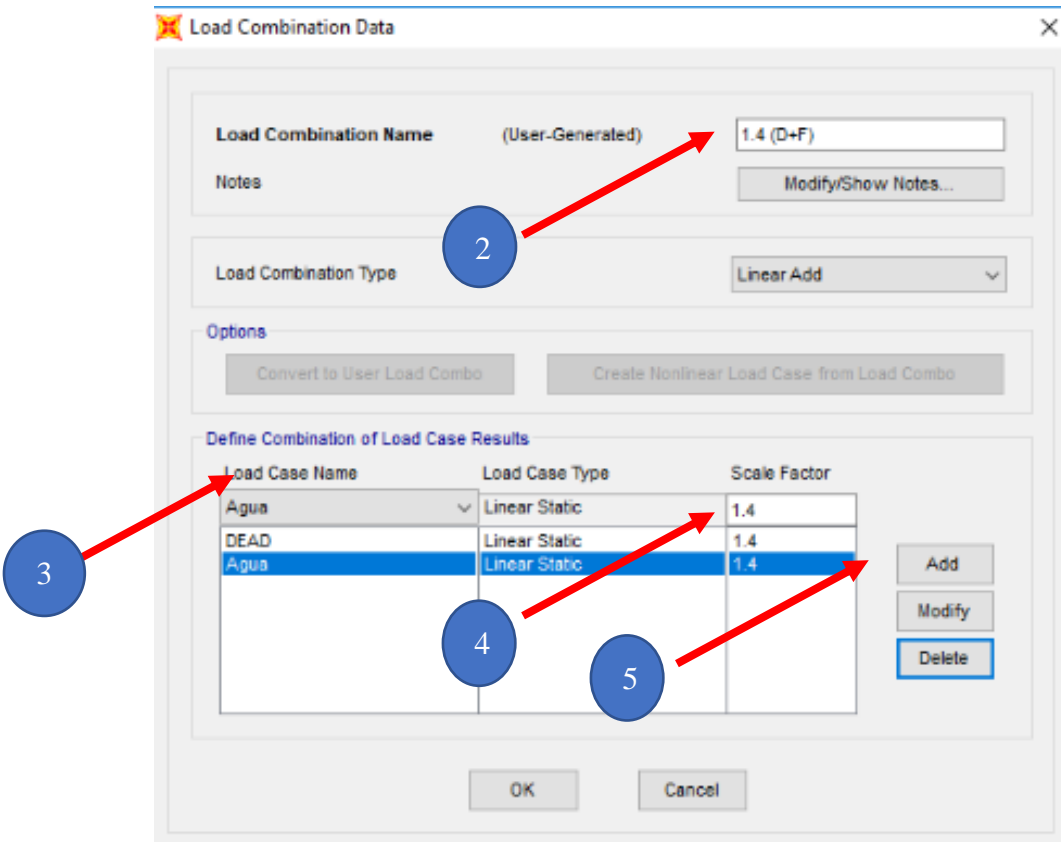 Load Combination Data
Load Combination Name (User-Generated) 1.4 (D+F)
Notes Modify/Show Notes...
2
Load Combination Type Linear Add
Options
Convert to User Load Combo Create Nonlinear Load Case from Load Combo
Define Combination of Load Case Results
Load Case Name Load Case Type Scale Factor
Agua Linear Static 1.4
DEAD Linear Static 1.4
Agua Linear Static 1.4
Add
3
Modify
4
Delete
5
OK Cancel